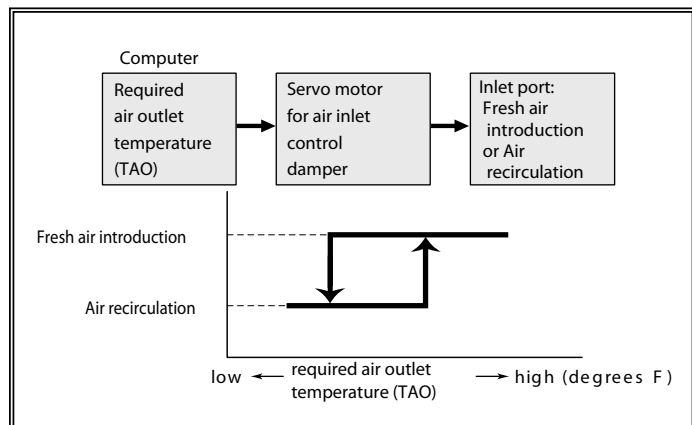 Computer
Required
air outlet
temperature
(TAO)
Servo motor
for air inlet
control
damper
Inlet port:
Fresh air
introduction
or Air
recirculation
Fresh air introduction
Air recirculation
low
required air outlet
temperature (TAO)
high (degrees F)